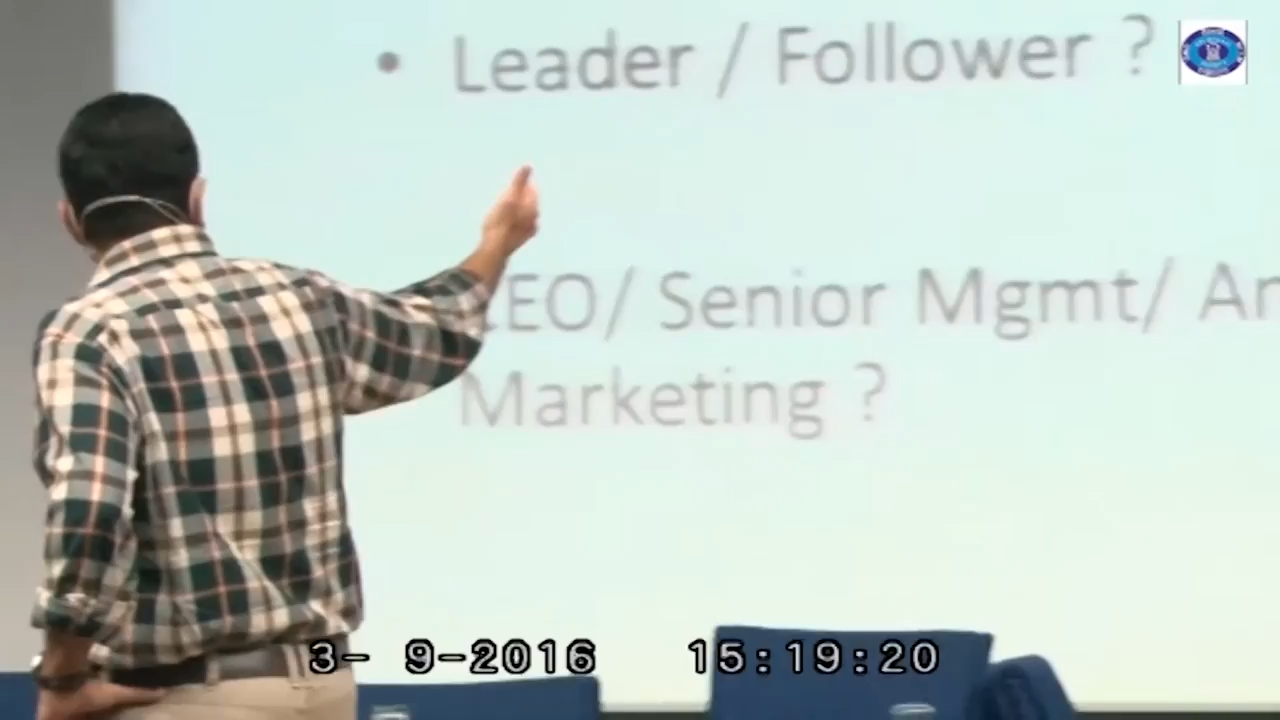 • Leader / Follower ?
EO/ Senior Mgmt/ An
Marketing ?
3- 9-2016 15:19:20